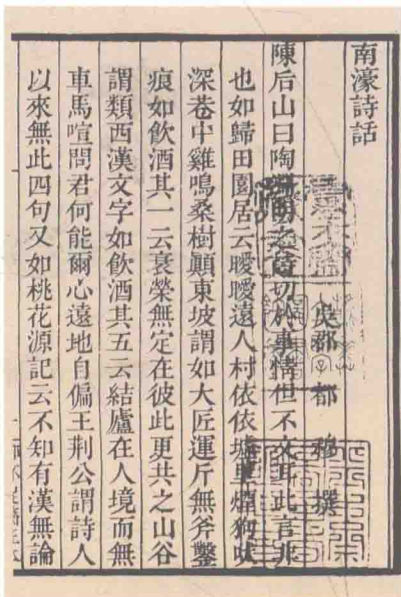 南濠詩話
吳郡 都 穆 撰
陳后山曰陶淵明之詩切於事情但不文耳此言非
也如歸田園居云曖曖遠人村依依墟里煙狗吠
深巷中雞鳴桑樹顛東坡謂如大匠運斤無斧鑿
痕如飲酒其一云衰榮無定在彼此更共之山谷
謂類西漢文字如飲酒其五云結廬在人境而無
車馬喧問君何能爾心遠地自偏王荊公謂詩人
以來無此四句又如桃花源記云不知有漢無論